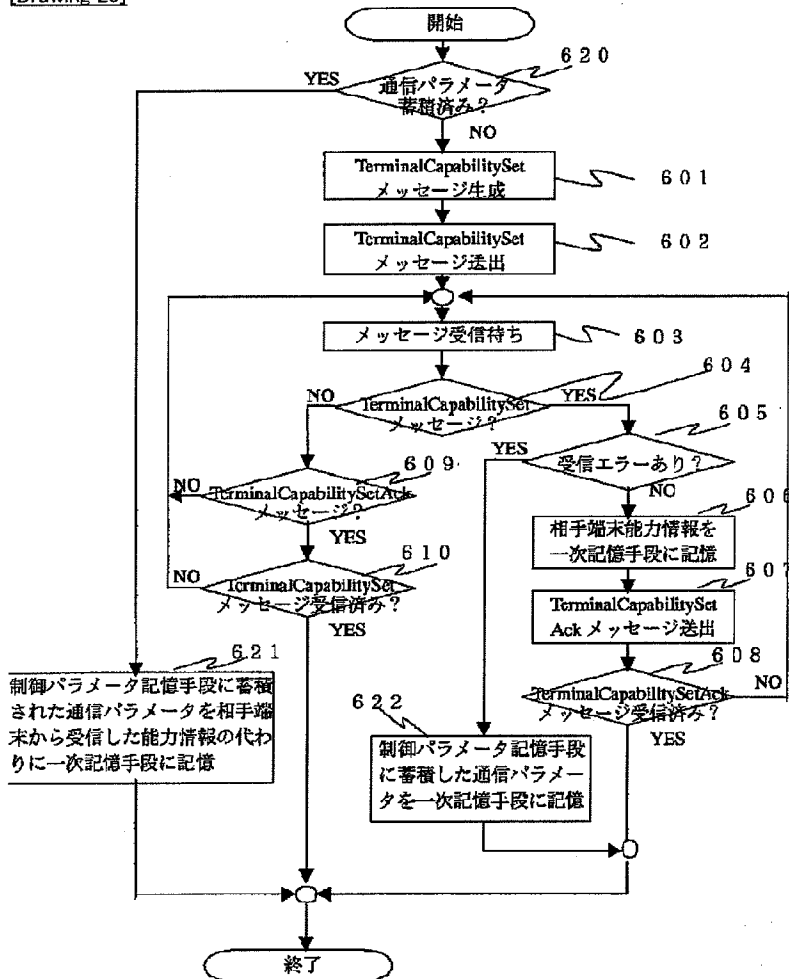 開始
620
YES
通信パラメータ
蓄積済み?
NO
TerminalCapabilitySet
メッセージ生成
601
TerminalCapabilitySet
メッセージ送出
602
メッセージ受信待ち
603
604
NO
TerminalCapabilitySet
メッセージ?
YES
605
YES
受信エラーあり?
609
NO
TerminalCapabilitySetAck
メッセージ?
NO
606
YES
相手端末能力情報を
一次記憶手段に記憶
610
607
NO
TerminalCapabilitySet
メッセージ受信済み?
TerminalCapabilitySet
Ack メッセージ送出
YES
608
621
TerminalCapabilitySetAck
メッセージ受信済み?
NO
制御パラメータ記憶手段に蓄積
された通信パラメータを相手端
末から受信した能力情報の代わ
りに一次記憶手段に記憶
622
YES
制御パラメータ記憶手段
に蓄積した通信パラメー
タを一次記憶手段に記憶
終了